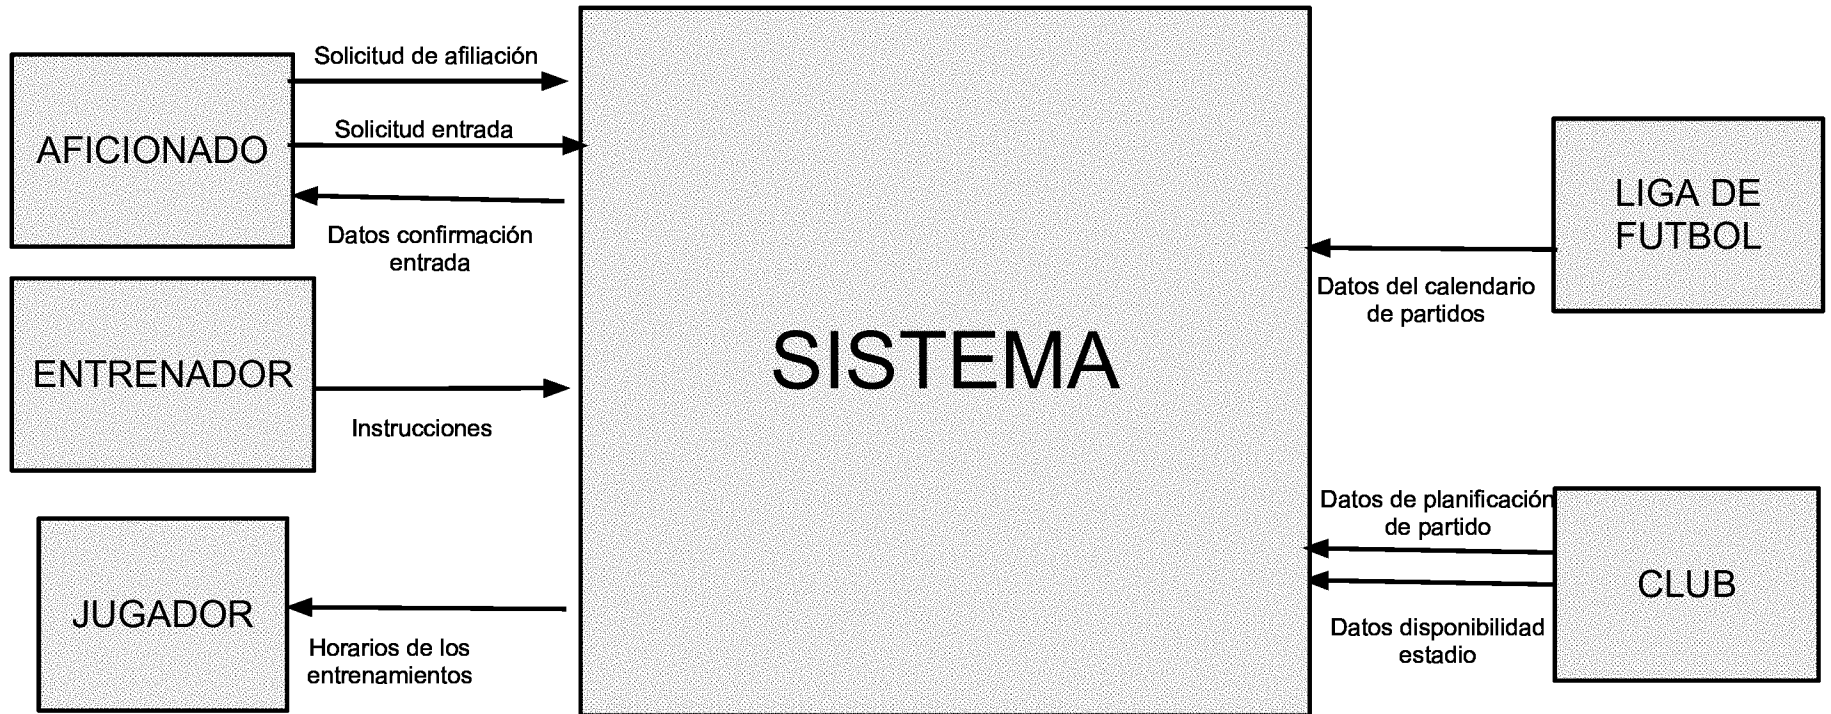 Solicitud de afiliación
AFICIONADO
Solicitud entrada
Datos confirmación
entrada
ENTRENADOR
Instrucciones
JUGADOR
Horarios de los
entrenamientos
SISTEMA
LIGA DE
FUTBOL
Datos del calendario
de partidos
Datos de planificación
de partido
CLUB
Datos disponibilidad
estadio